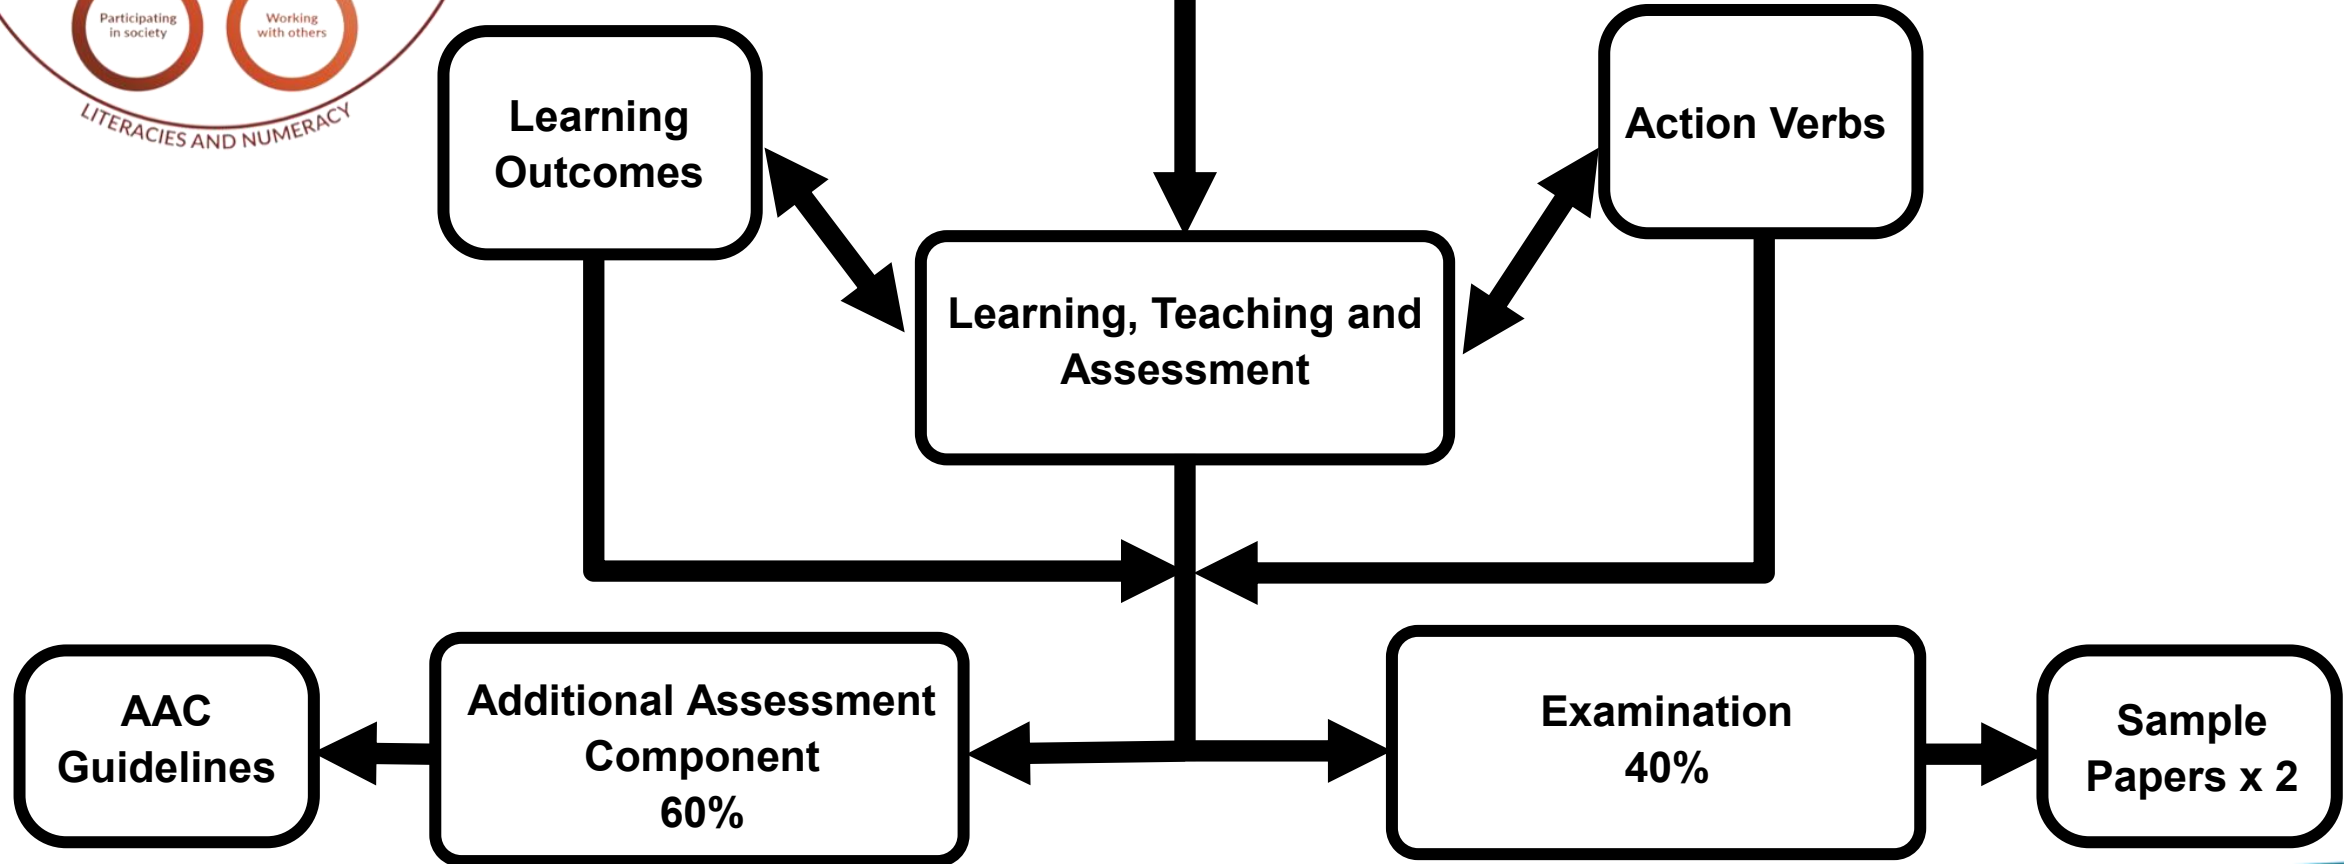 Participating
in society
Working
with others
LITERACIES AND NUMERACY
Learning
Outcomes
Action Verbs
Learning, Teaching and
Assessment
AAC
Guidelines
Additional Assessment
Component
60%
Examination
40%
Sample
Papers x 2